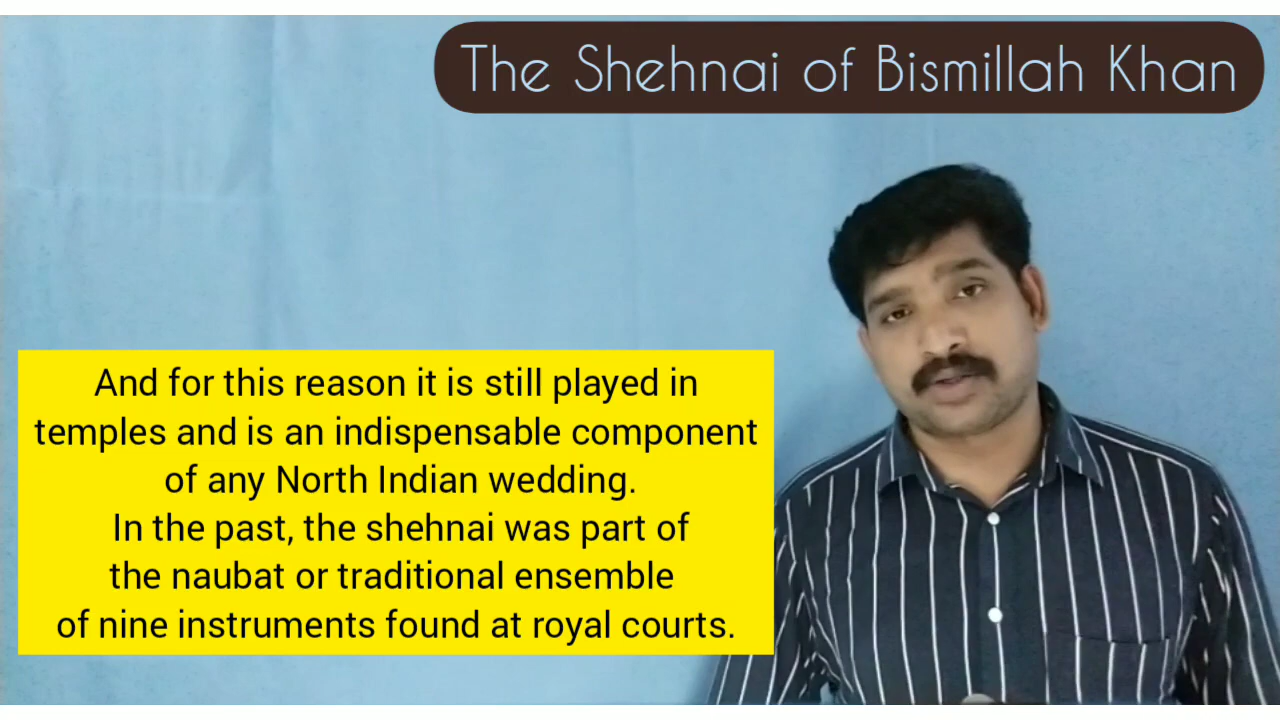 The Shehnai of Bismillah Khan
And for this reason it is still played in
temples and is an indispensable component
of any North Indian wedding.
In the past, the shehnai was part of
the naubat or traditional ensemble
of nine instruments found at royal courts.